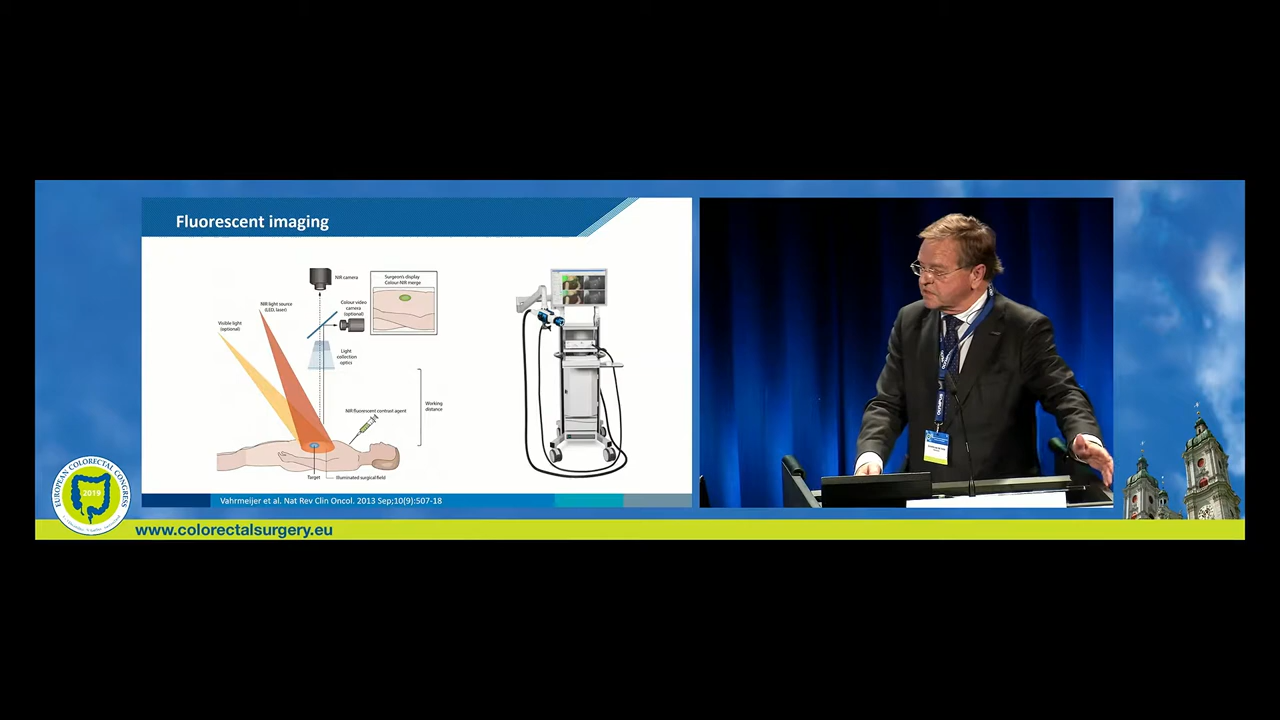 Fluorescent imaging
NIR camera
Surgeon's display
Colour-NIR merge
NIR light source
(LED, laser)
Colour video
camera
(optional)
Visible light
(optional)
Light
collection
optics
Working
distance
NIR fluorescent contrast agent
Target
Illuminated surgical field
Vahrmeijer et al. Nat Rev Clin Oncol. 2013 Sep;10(9):507-18
EUROPEAN COLORECTAL CONGRESS
2019
www.colorectalsurgery.eu
OLYMPUS